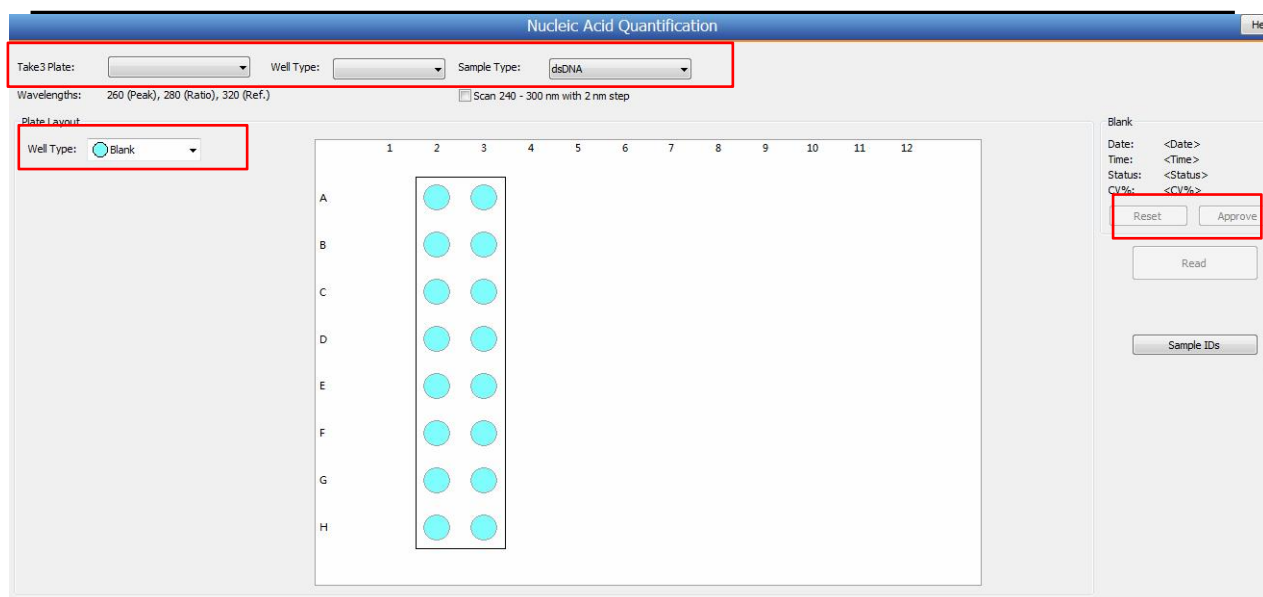 Nucleic Acid Quantification
He
Take3 Plate: Well Type: Sample Type: dsDNA
Wavelengths: 260 (Peak), 280 (Ratio), 320 (Ref.) Scan 240 - 300 nm with 2 nm step
Plate Layout
Well Type: Blank
1 2 3 4 5 6 7 8 9 10 11 12
A
B
C
D
E
F
G
H
Blank
Date: <Date>
Time: <Time>
Status: <Status>
CV%: <CV%>
Reset Approve
Read
Sample IDs